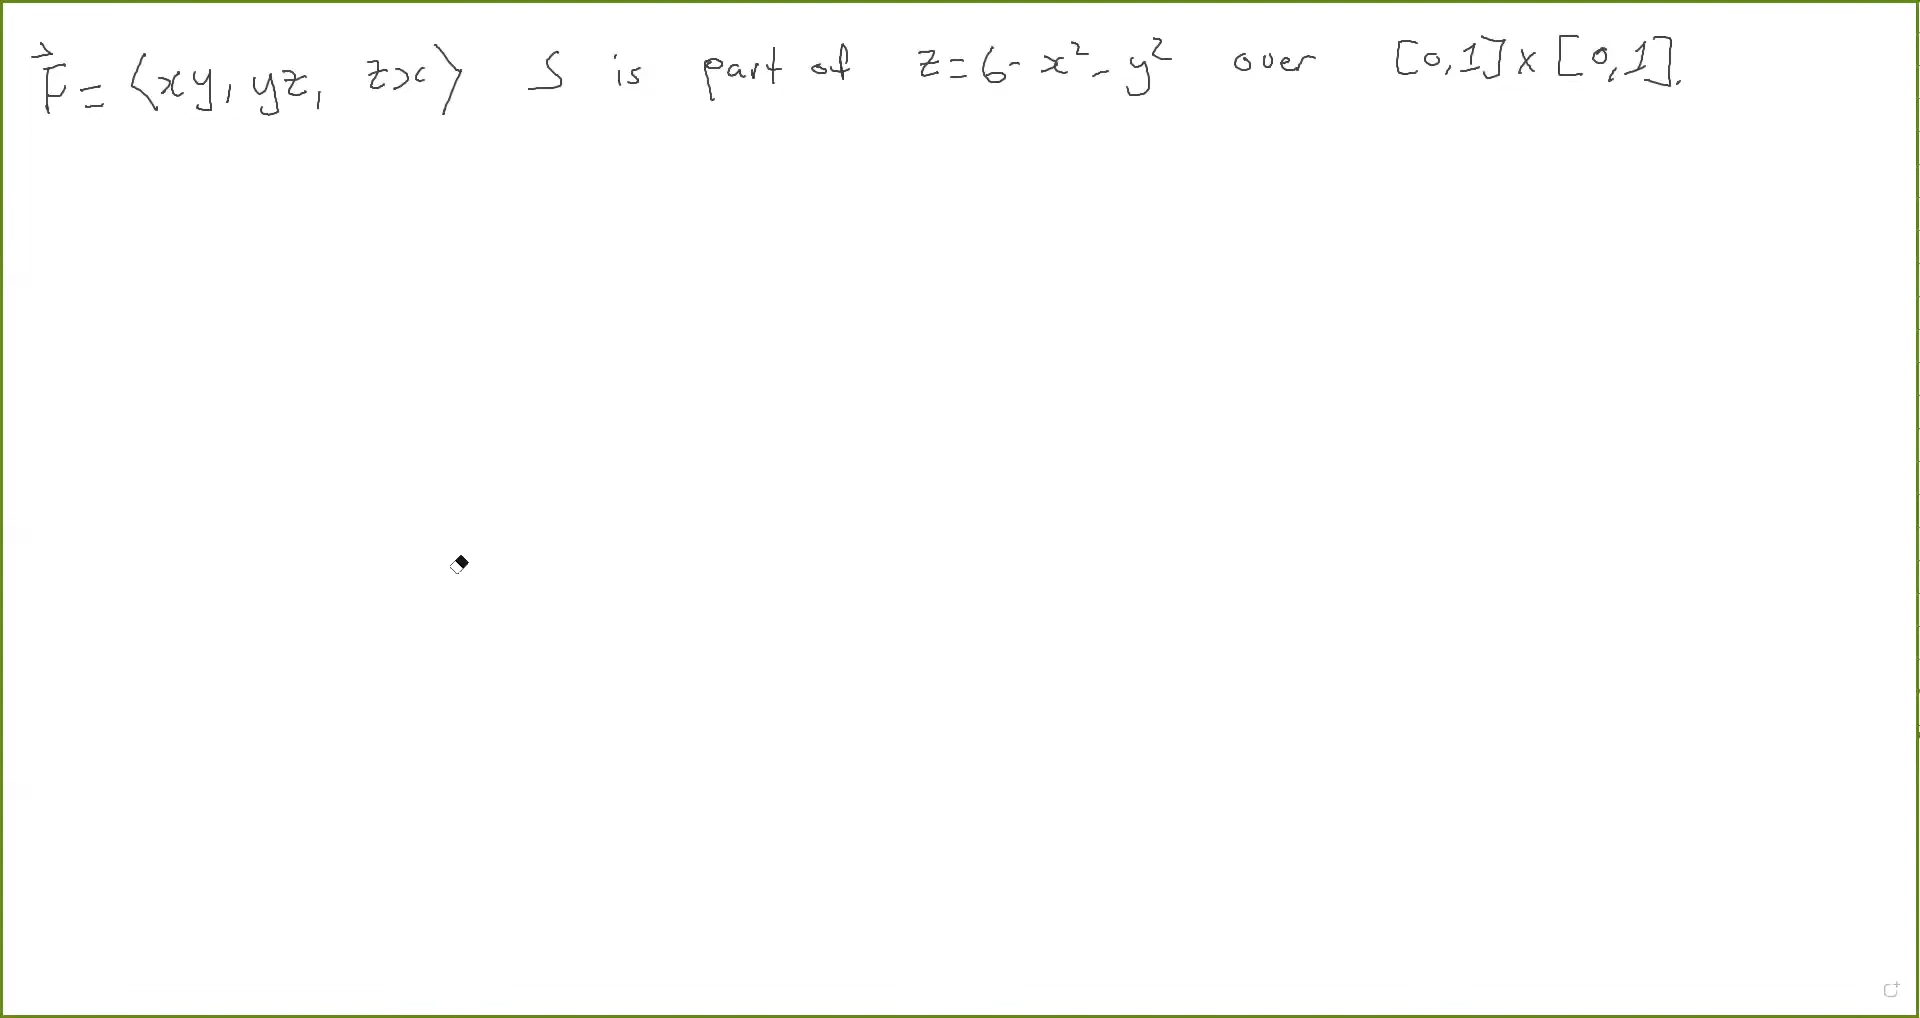 F⃗ = ⟨xy, yz, zx⟩ S is part of z = 6 - x² - y² over [0,1] x [0,1].